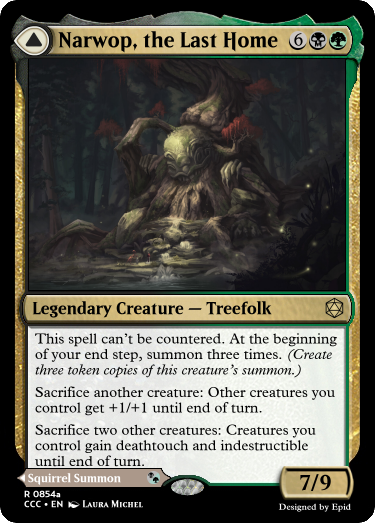 Narwop, the Last Home 6
Legendary Creature — Treefolk
This spell can't be countered. At the beginning
of your end step, summon three times. (Create
three token copies of this creature's summon.)
Sacrifice another creature: Other creatures you
control get +1/+1 until end of turn.
Sacrifice two other creatures: Creatures you
control gain deathtouch and indestructible
until end of turn.
Squirrel Summon
7/9
R 0854a
CCC • EN Laura Michel
Designed by Epid